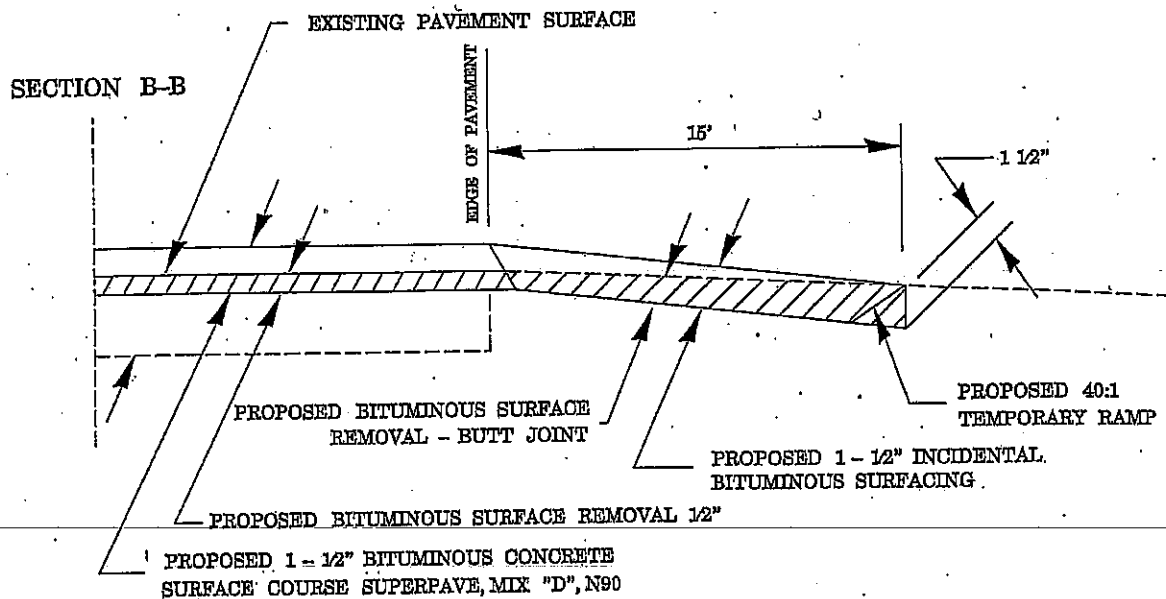 EXISTING PAVEMENT SURFACE
SECTION B-B
EDGE OF PAVEMENT
15'
1 1/2"
PROPOSED BITUMINOUS SURFACE
REMOVAL - BUTT JOINT
PROPOSED 40:1
TEMPORARY RAMP
PROPOSED 1 - 1/2" INCIDENTAL
BITUMINOUS SURFACING
PROPOSED BITUMINOUS SURFACE REMOVAL 1/2"
PROPOSED 1 - 1/2" BITUMINOUS CONCRETE
SURFACE COURSE SUPERPAVE, MIX "D", N90